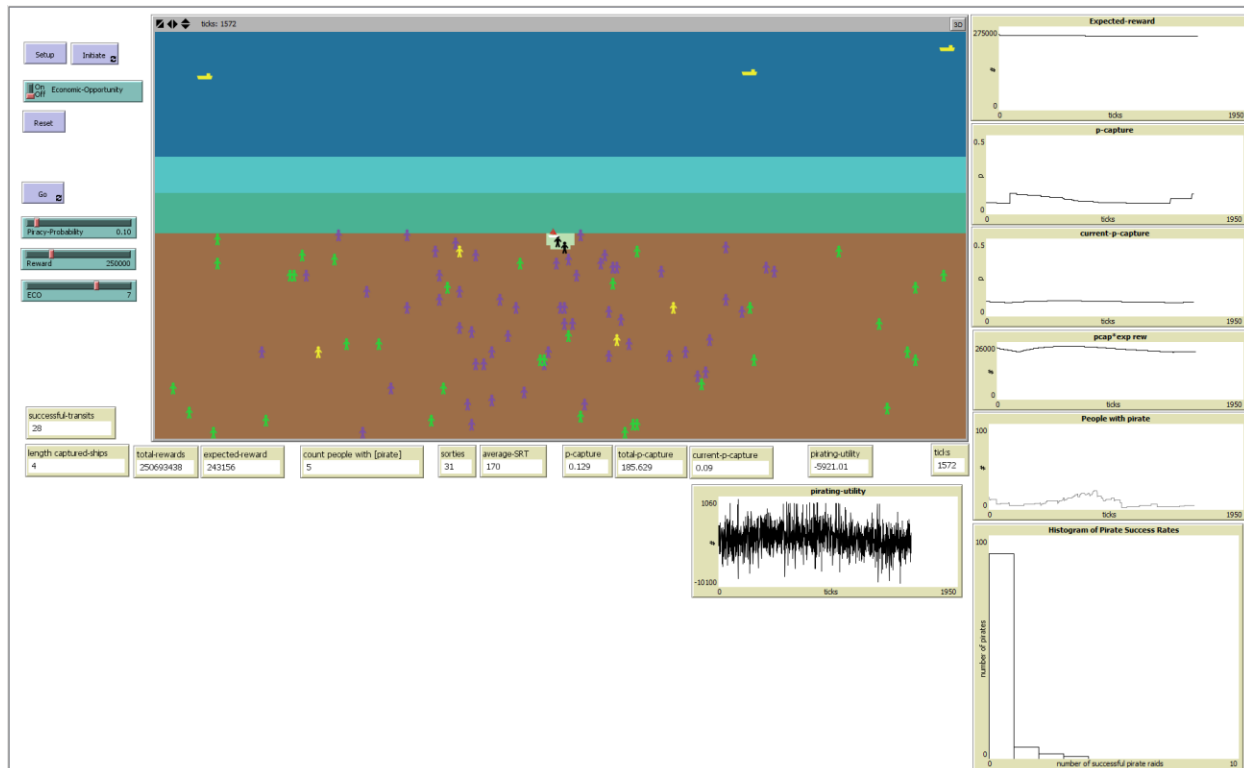 ticks: 1572
3D
Setup
Initiate
On
Off
Economic-Opportunity
Reset
Go
Piracy-Probability 0.10
Reward 250000
ECO 7
successful-transits
28
length captured-ships
4
total-rewards
250693438
expected-reward
243156
count people with [pirate]
5
sorties
31
average-SRT
170
p-capture
0.129
total-p-capture
185.629
current-p-capture
0.09
pirating-utility
-5921.01
ticks
1572
pirating-utility
1060
#
-10100
0
ticks
1950
Expected-reward
275000
#
0
0
ticks
1950
p-capture
0.5
p
0
0
ticks
1950
current-p-capture
0.5
p
0
0
ticks
1950
pcap*exp rew
26000
#
0
0
ticks
1950
People with pirate
100
#
0
0
ticks
1950
Histogram of Pirate Success Rates
100
number of pirates
0
0
number of successful pirate raids
10